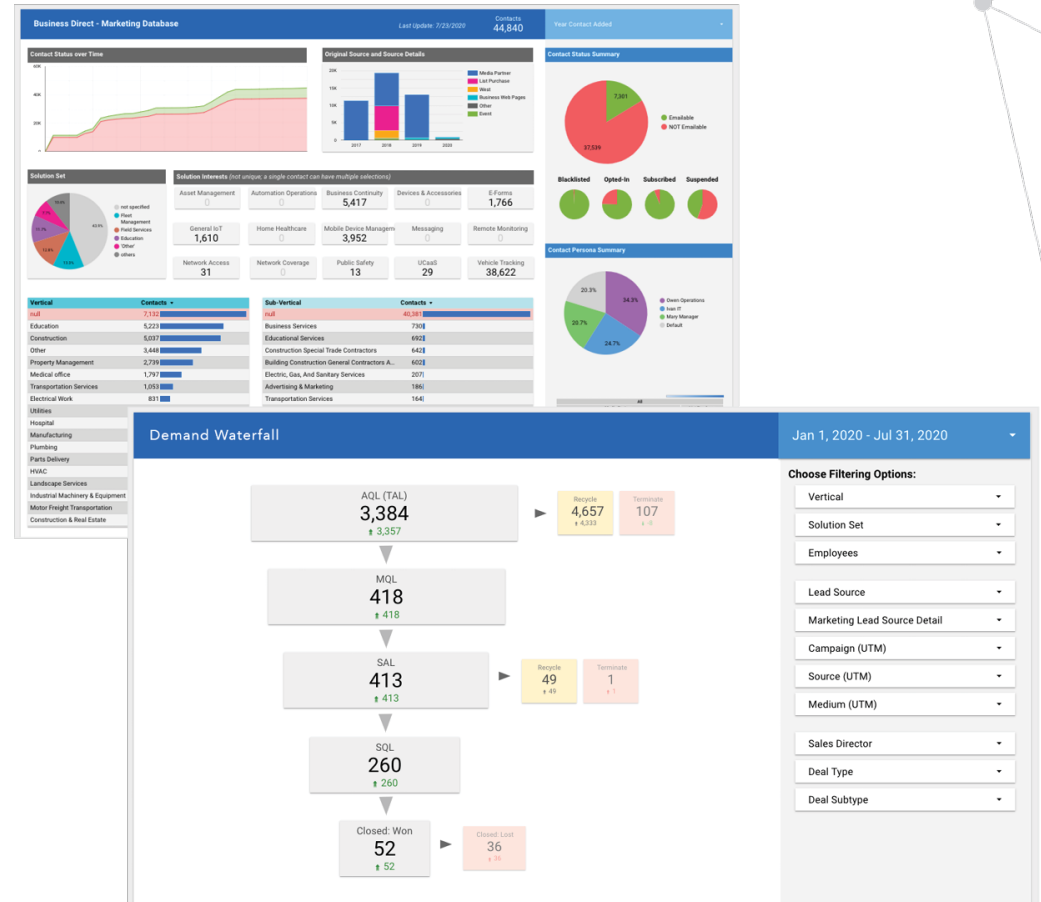 Business Direct - Marketing Database
Last Update: 7/23/2020
Contacts
44,840
Year Contact Added
Contact Status over Time
60K
40K
20K
0
Original Source and Source Details
20K
15K
10K
5K
0
2017 2018 2019 2020
Media Partner
List Purchase
West
Business Web Pages
Other
Event
Contact Status Summary
7,301
37,539
Emailable
NOT Emailable
Blacklisted Opted-In Subscribed Suspended
Solution Set
not specified
Fleet
Management
Field Services
Education
'Other'
others
Solution Interests (not unique; a single contact can have multiple selections)
Asset Management Automation Operations Business Continuity Devices & Accessories E-Forms
0 0 5,417 0 1,766
General IoT Home Healthcare Mobile Device Managem Messaging Remote Monitoring
1,610 0 3,952 0 0
Network Access Network Coverage Public Safety UCaaS Vehicle Tracking
31 0 13 29 38,622
Contact Persona Summary
20.3%
34.3%
20.7%
24.7%
Owen Operations
Ivan IT
Mary Manager
Default
Vertical Contacts
null 7,132
Education 5,223
Construction 5,037
Other 3,448
Property Management 2,739
Medical office 1,797
Transportation Services 1,053
Electrical Work 831
Utilities
Hospital
Manufacturing
Plumbing
Parts Delivery
HVAC
Landscape Services
Industrial Machinery & Equipment
Motor Freight Transportation
Construction & Real Estate
Sub-Vertical Contacts
null 40,381
Business Services 730
Educational Services 692
Construction Special Trade Contractors 642
Building Construction General Contractors A.. 602
Electric, Gas, And Sanitary Services 207
Advertising & Marketing 186
Transportation Services 164
Demand Waterfall
Jan 1, 2020 - Jul 31, 2020
AQL (TAL)
3,384
3,357
Recycle
4,657
4,333
Terminate
107
MQL
418
418
SAL
413
413
Recycle
49
49
Terminate
1
1
SQL
260
260
Closed: Won
52
52
Closed: Lost
36
36
Choose Filtering Options:
Vertical
Solution Set
Employees
Lead Source
Marketing Lead Source Detail
Campaign (UTM)
Source (UTM)
Medium (UTM)
Sales Director
Deal Type
Deal Subtype